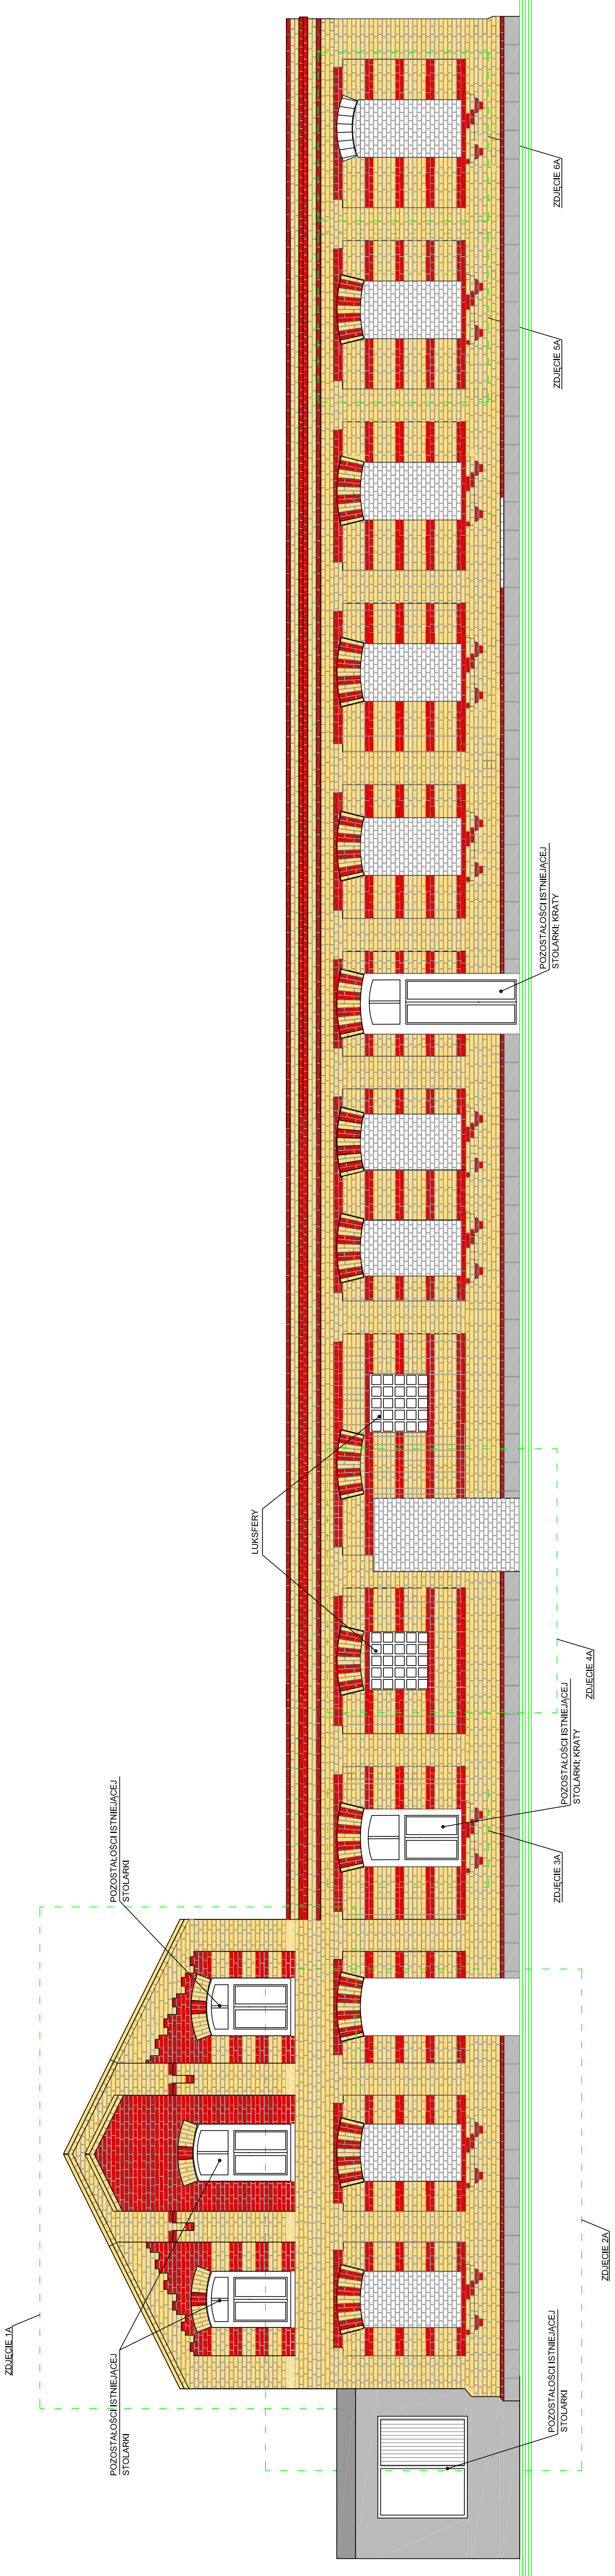 ZDJĘCIE 1A
POZOSTAŁOŚCI ISTNIEJĄCEJ
STOLARKI
POZOSTAŁOŚCI ISTNIEJĄCEJ
STOLARKI
LUKSFERY
POZOSTAŁOŚCI ISTNIEJĄCEJ
STOLARKI
ZDJĘCIE 2A
ZDJĘCIE 3A
POZOSTAŁOŚCI ISTNIEJĄCEJ
STOLARKI; KRATY
ZDJĘCIE 4A
POZOSTAŁOŚCI ISTNIEJĄCEJ
STOLARKI; KRATY
ZDJĘCIE 5A
ZDJĘCIE 6A